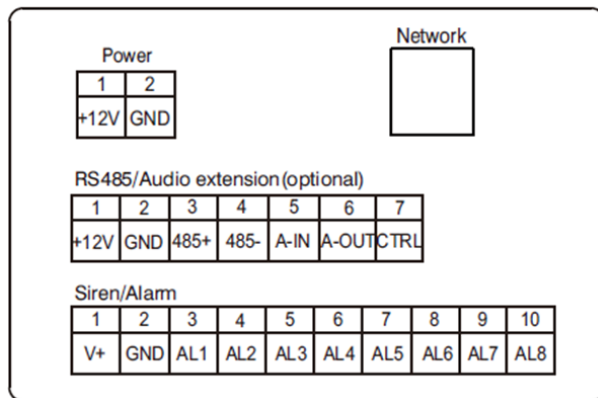 Power
Network
1 2
+12V GND
RS485/Audio extension(optional)
1 2 3 4 5 6 7
+12V GND 485+ 485- A-IN A-OUT CTRL
Siren/Alarm
1 2 3 4 5 6 7 8 9 10
V+ GND AL1 AL2 AL3 AL4 AL5 AL6 AL7 AL8